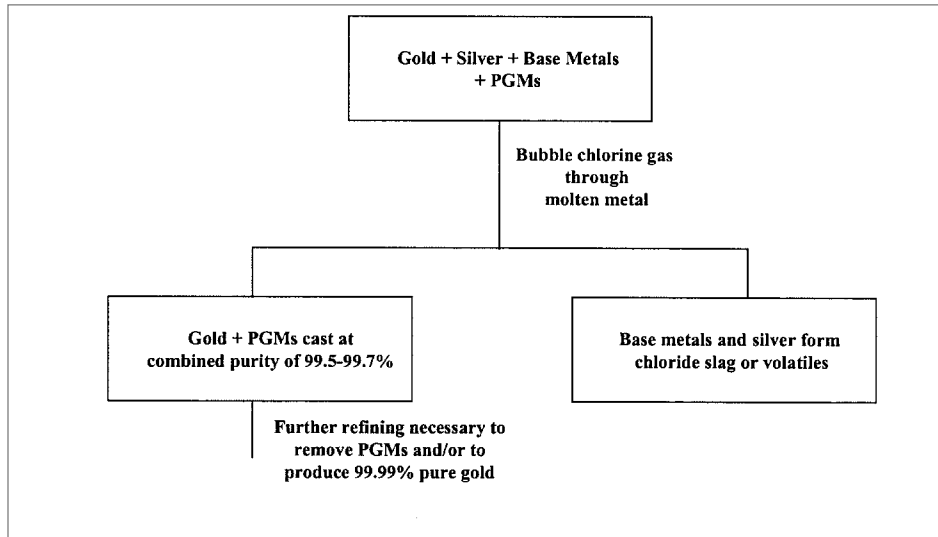 Gold + Silver + Base Metals
+ PGMs
Bubble chlorine gas
through
molten metal
Gold + PGMs cast at
combined purity of 99.5-99.7%
Base metals and silver form
chloride slag or volatiles
Further refining necessary to
remove PGMs and/or to
produce 99.99% pure gold